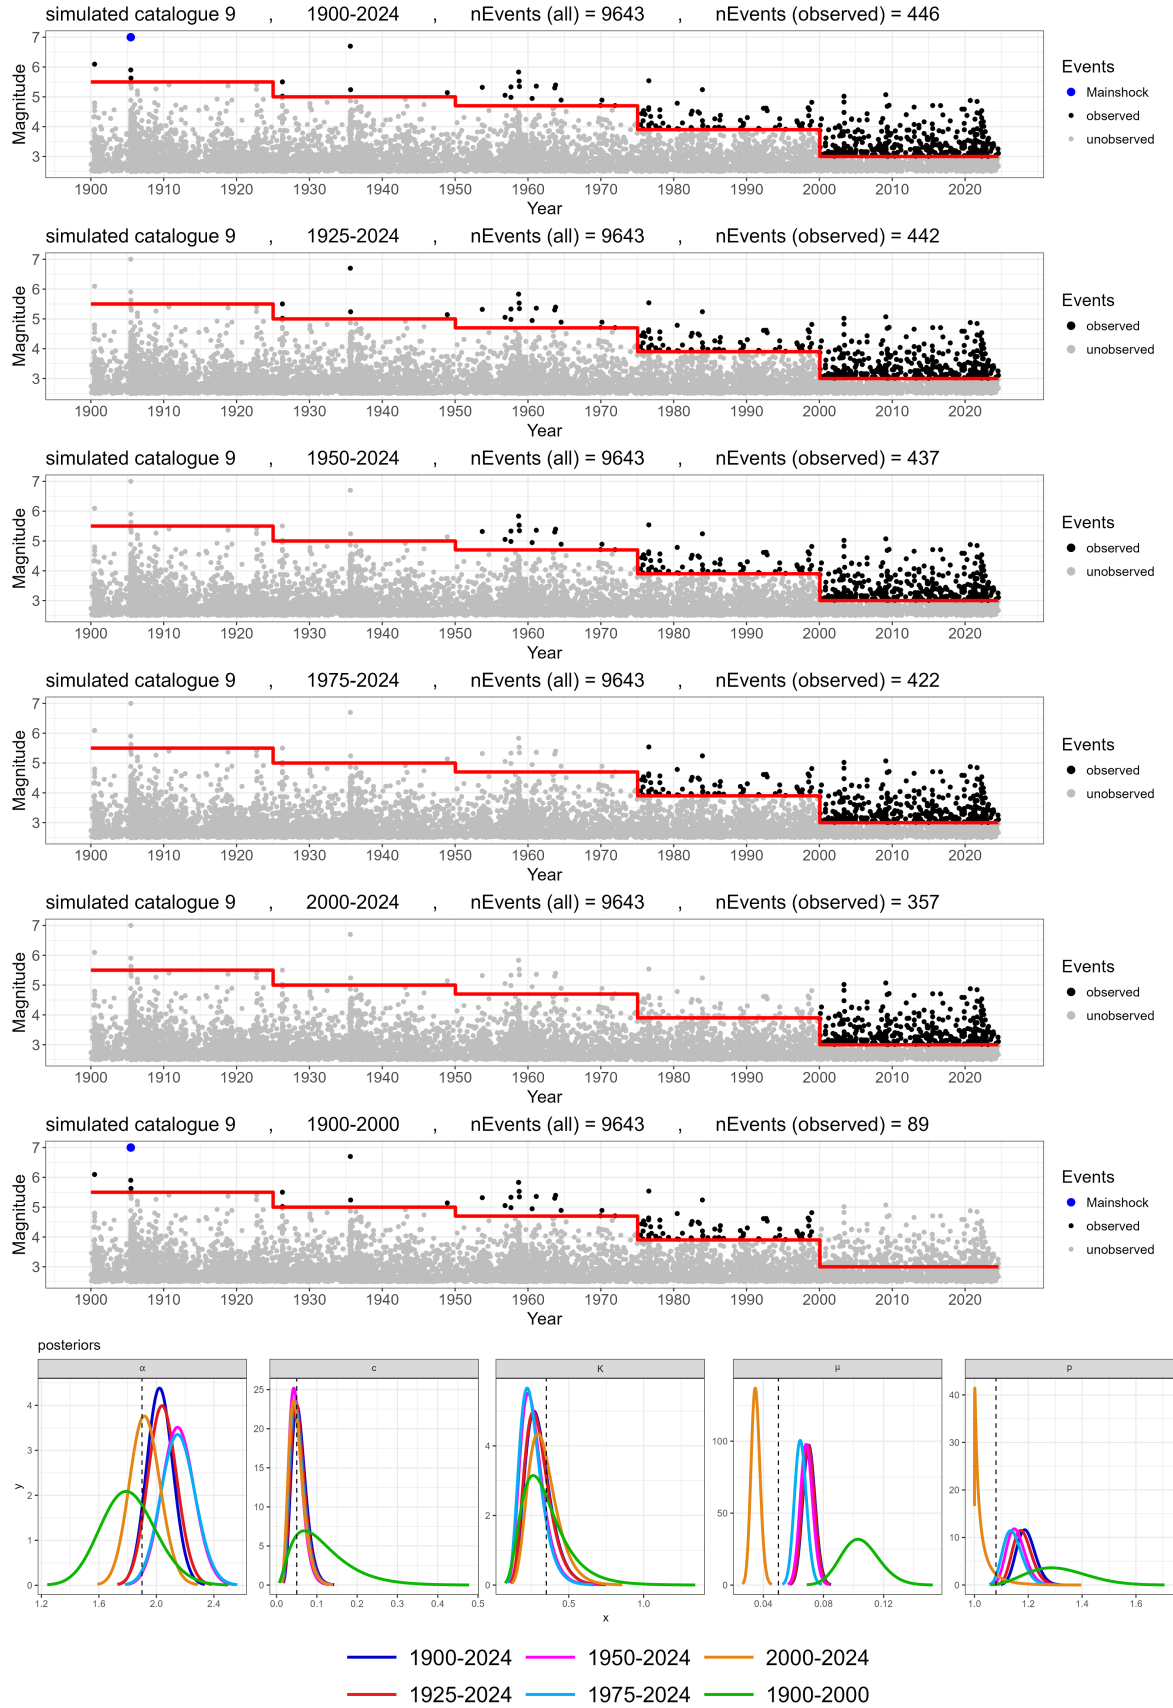 simulated catalogue 9 , 1900-2024 , nEvents (all) = 9643 , nEvents (observed) = 446
7
6
5
4
3
Magnitude
1900 1910 1920 1930 1940 1950 1960 1970 1980 1990 2000 2010 2020
Year
Events
Mainshock
observed
unobserved
simulated catalogue 9 , 1925-2024 , nEvents (all) = 9643 , nEvents (observed) = 442
7
6
5
4
3
Magnitude
1900 1910 1920 1930 1940 1950 1960 1970 1980 1990 2000 2010 2020
Year
Events
observed
unobserved
simulated catalogue 9 , 1950-2024 , nEvents (all) = 9643 , nEvents (observed) = 437
7
6
5
4
3
Magnitude
1900 1910 1920 1930 1940 1950 1960 1970 1980 1990 2000 2010 2020
Year
Events
observed
unobserved
simulated catalogue 9 , 1975-2024 , nEvents (all) = 9643 , nEvents (observed) = 422
7
6
5
4
3
Magnitude
1900 1910 1920 1930 1940 1950 1960 1970 1980 1990 2000 2010 2020
Year
Events
observed
unobserved
simulated catalogue 9 , 2000-2024 , nEvents (all) = 9643 , nEvents (observed) = 357
7
6
5
4
3
Magnitude
1900 1910 1920 1930 1940 1950 1960 1970 1980 1990 2000 2010 2020
Year
Events
observed
unobserved
simulated catalogue 9 , 1900-2000 , nEvents (all) = 9643 , nEvents (observed) = 89
7
6
5
4
3
Magnitude
1900 1910 1920 1930 1940 1950 1960 1970 1980 1990 2000 2010 2020
Year
Events
Mainshock
observed
unobserved
posteriors
α
4
3
2
1
0
y
1.2 1.6 2.0 2.4
c
25
20
15
10
5
0
0.0 0.1 0.2 0.3 0.4 0.5
K
4
2
0
0.5 1.0
μ
100
50
0
0.04 0.08 0.12
p
40
30
20
10
0
1.0 1.2 1.4 1.6
x
1900-2024 1950-2024 2000-2024
1925-2024 1975-2024 1900-2000